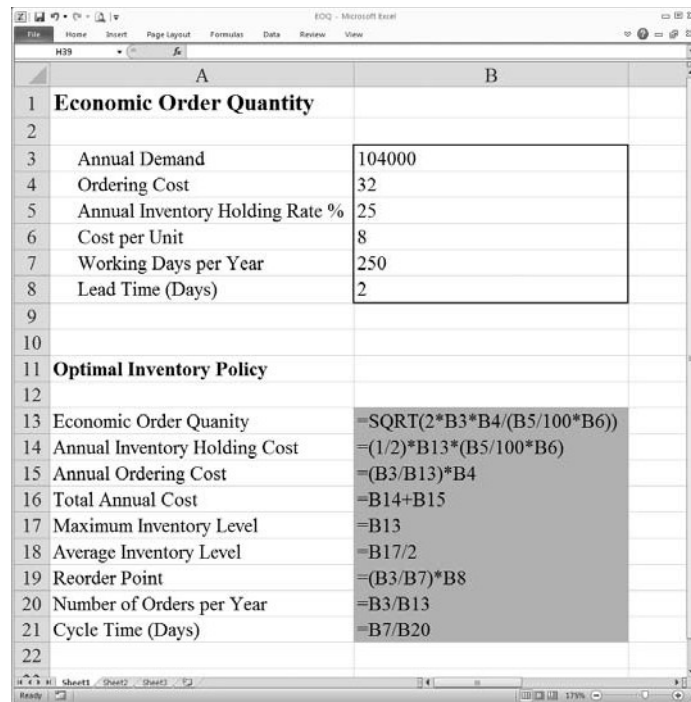 EOQ - Microsoft Excel
File Home Insert Page Layout Formulas Data Review View
H39 fx
A B
1 Economic Order Quantity
2
3 Annual Demand 104000
4 Ordering Cost 32
5 Annual Inventory Holding Rate % 25
6 Cost per Unit 8
7 Working Days per Year 250
8 Lead Time (Days) 2
9
10
11 Optimal Inventory Policy
12
13 Economic Order Quanity =SQRT(2*B3*B4/(B5/100*B6))
14 Annual Inventory Holding Cost =(1/2)*B13*(B5/100*B6)
15 Annual Ordering Cost =(B3/B13)*B4
16 Total Annual Cost =B14+B15
17 Maximum Inventory Level =B13
18 Average Inventory Level =B17/2
19 Reorder Point =(B3/B7)*B8
20 Number of Orders per Year =B3/B13
21 Cycle Time (Days) =B7/B20
22
Sheet1 Sheet2 Sheet3
Ready 175%